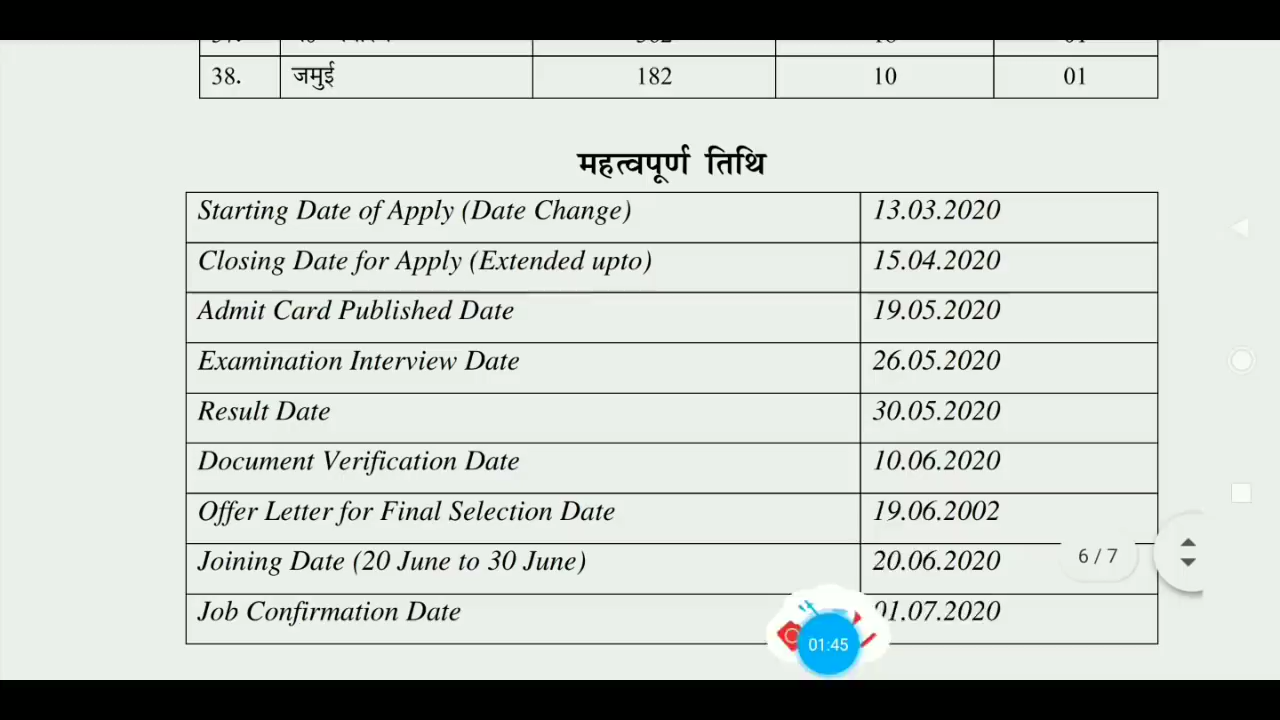 38. जमुई 182 10 01
महत्वपूर्ण तिथि
Starting Date of Apply (Date Change) 13.03.2020
Closing Date for Apply (Extended upto) 15.04.2020
Admit Card Published Date 19.05.2020
Examination Interview Date 26.05.2020
Result Date 30.05.2020
Document Verification Date 10.06.2020
Offer Letter for Final Selection Date 19.06.2002
Joining Date (20 June to 30 June) 20.06.2020
6 / 7
Job Confirmation Date 01.07.2020
01:45